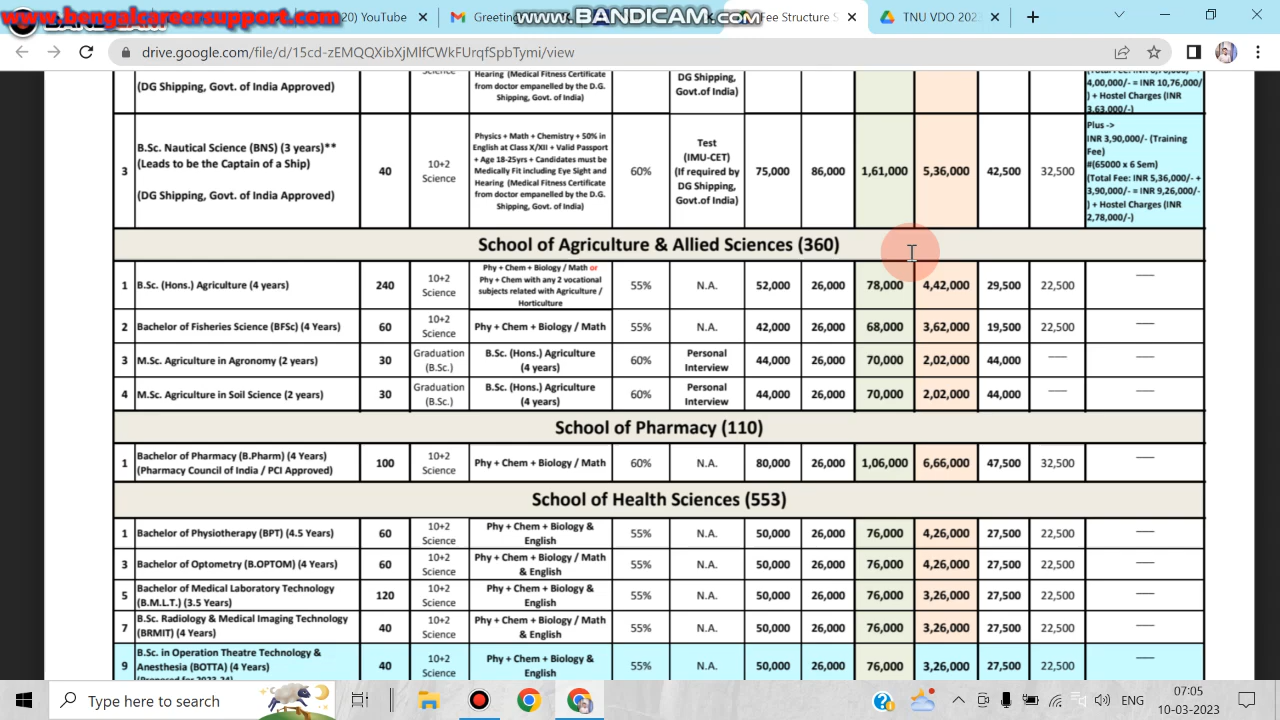 www.bengalcareersupport.com
20) YouTube
Greeting
www.BANDICAM.com
Feestructure S
TNU VDO 2023
drive.google.com/file/d/15cd-zEMQQXibXjMlfCWkFUrqfSpbTymi/view
(DG Shipping, Govt. of India Approved)
Science
Hearing (Medical Fitness Certificate
from doctor empanelled by the D.G.
Shipping, Govt. of India)
DG Shipping,
Govt.of India)
(Total Fee: INR 6,76,000/- +
4,00,000/- = INR 10,76,000/
) + Hostel Charges (INR
3,63,000/-)
3
B.Sc. Nautical Science (BNS) (3 years)**
(Leads to be the Captain of a Ship)
(DG Shipping, Govt. of India Approved)
40
10+2
Science
Physics + Math + Chemistry + 50% in
English at Class X/XII + Valid Passport
+ Age 18-25yrs + Candidates must be
Medically Fit including Eye Sight and
Hearing (Medical Fitness Certificate
from doctor empanelled by the D.G.
Shipping, Govt. of India)
60%
Test
(IMU-CET)
(If required by
DG Shipping,
Govt.of India)
75,000
86,000
1,61,000
5,36,000
42,500
32,500
Plus ->
INR 3,90,000/- (Training
Fee)
#(65000 x 6 Sem)
(Total Fee: INR 5,36,000/- +
3,90,000/- = INR 9,26,000/-
) + Hostel Charges (INR
2,78,000/-)
School of Agriculture & Allied Sciences (360)
1
B.Sc. (Hons.) Agriculture (4 years)
240
10+2
Science
Phy + Chem + Biology / Math or
Phy + Chem with any 2 vocational
subjects related with Agriculture /
Horticulture
55%
N.A.
52,000
26,000
78,000
4,42,000
29,500
22,500
2
Bachelor of Fisheries Science (BFSc) (4 Years)
60
10+2
Science
Phy + Chem + Biology / Math
55%
N.A.
42,000
26,000
68,000
3,62,000
19,500
22,500
3
M.Sc. Agriculture in Agronomy (2 years)
30
Graduation
(B.Sc.)
B.Sc. (Hons.) Agriculture
(4 years)
60%
Personal
Interview
44,000
26,000
70,000
2,02,000
44,000
4
M.Sc. Agriculture in Soil Science (2 years)
30
Graduation
(B.Sc.)
B.Sc. (Hons.) Agriculture
(4 years)
60%
Personal
Interview
44,000
26,000
70,000
2,02,000
44,000
School of Pharmacy (110)
1
Bachelor of Pharmacy (B.Pharm) (4 Years)
(Pharmacy Council of India / PCI Approved)
100
10+2
Science
Phy + Chem + Biology / Math
60%
N.A.
80,000
26,000
1,06,000
6,66,000
47,500
32,500
School of Health Sciences (553)
1
Bachelor of Physiotherapy (BPT) (4.5 Years)
60
10+2
Science
Phy + Chem + Biology &
English
55%
N.A.
50,000
26,000
76,000
4,26,000
27,500
22,500
3
Bachelor of Optometry (B.OPTOM) (4 Years)
60
10+2
Science
Phy + Chem + Biology / Math
& English
55%
N.A.
50,000
26,000
76,000
4,26,000
27,500
22,500
5
Bachelor of Medical Laboratory Technology
(B.M.L.T.) (3.5 Years)
120
10+2
Science
Phy + Chem + Biology &
English
55%
N.A.
50,000
26,000
76,000
3,26,000
27,500
22,500
7
B.Sc. Radiology & Medical Imaging Technology
(BRMIT) (4 Years)
40
10+2
Science
Phy + Chem + Biology / Math
& English
55%
N.A.
50,000
26,000
76,000
3,26,000
27,500
22,500
9
B.Sc. in Operation Theatre Technology &
Anesthesia (BOTTA) (4 Years)
(Proposed for 2023-24)
40
10+2
Science
Phy + Chem + Biology &
English
55%
N.A.
50,000
26,000
76,000
3,26,000
27,500
22,500
Type here to search
07:05
10-03-2023